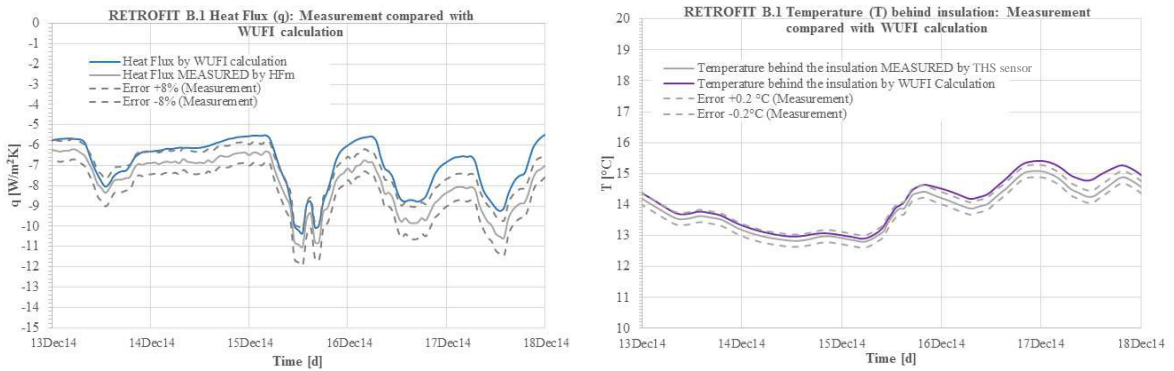 RETROFIT B.1 Heat Flux (q): Measurement compared with
WUFI calculation
-0
-1
-2
-3
-4
-5
-6
-7
-8
-9
-10
-11
-12
-13
-14
-15
q [W/m²K]
Heat Flux by WUFI calculation
Heat Flux MEASURED by HFm
Error +8% (Measurement)
Error -8% (Measurement)
13Dec14 14Dec14 15Dec14 16Dec14 17Dec14 18Dec14
Time [d]
RETROFIT B.1 Temperature (T) behind insulation: Measurement
compared with WUFI calculation
20
19
18
17
16
15
14
13
12
11
10
T [°C]
Temperature behind the insulation MEASURED by THS sensor
Temperature behind the insulation by WUFI Calculation
Error +0.2 °C (Measurement)
Error -0.2°C (Measurement)
13Dec14 14Dec14 15Dec14 16Dec14 17Dec14 18Dec14
Time [d]